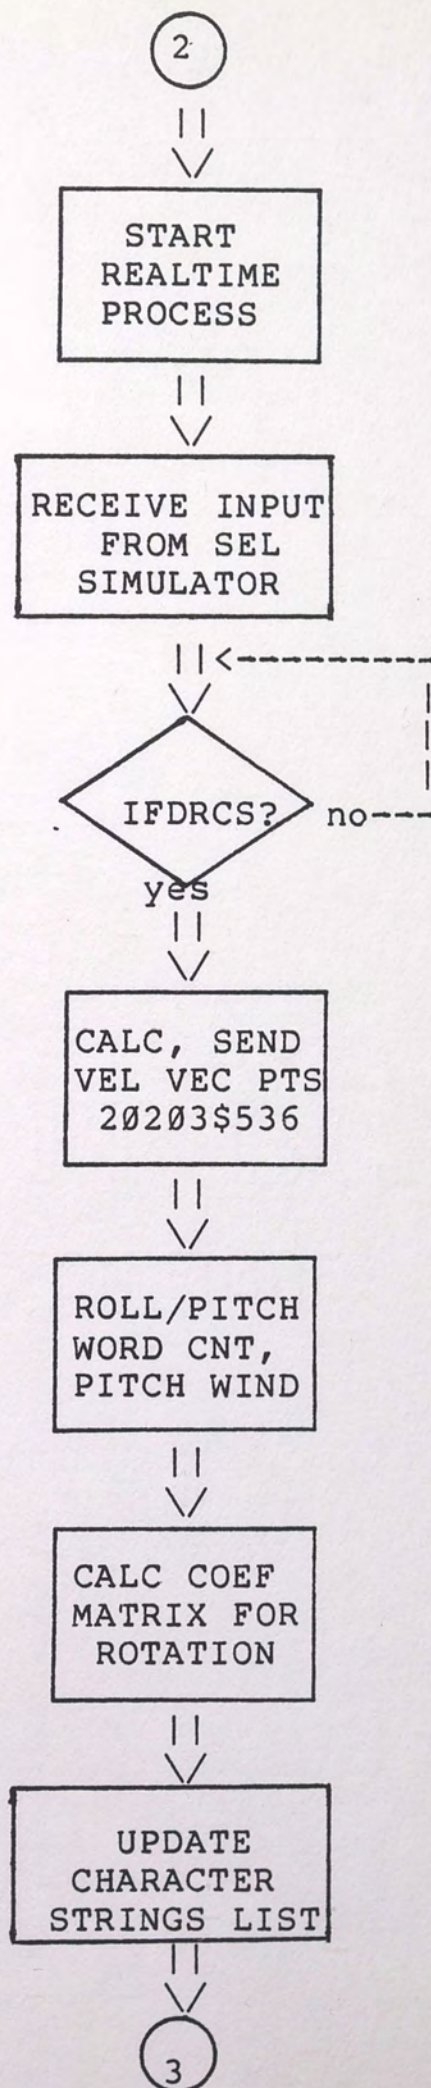 2
START
REALTIME
PROCESS
RECEIVE INPUT
FROM SEL
SIMULATOR
IFDRCS? no
yes
CALC, SEND
VEL VEC PTS
20203$536
ROLL/PITCH
WORD CNT,
PITCH WIND
CALC COEF
MATRIX FOR
ROTATION
UPDATE
CHARACTER
STRINGS LIST
3